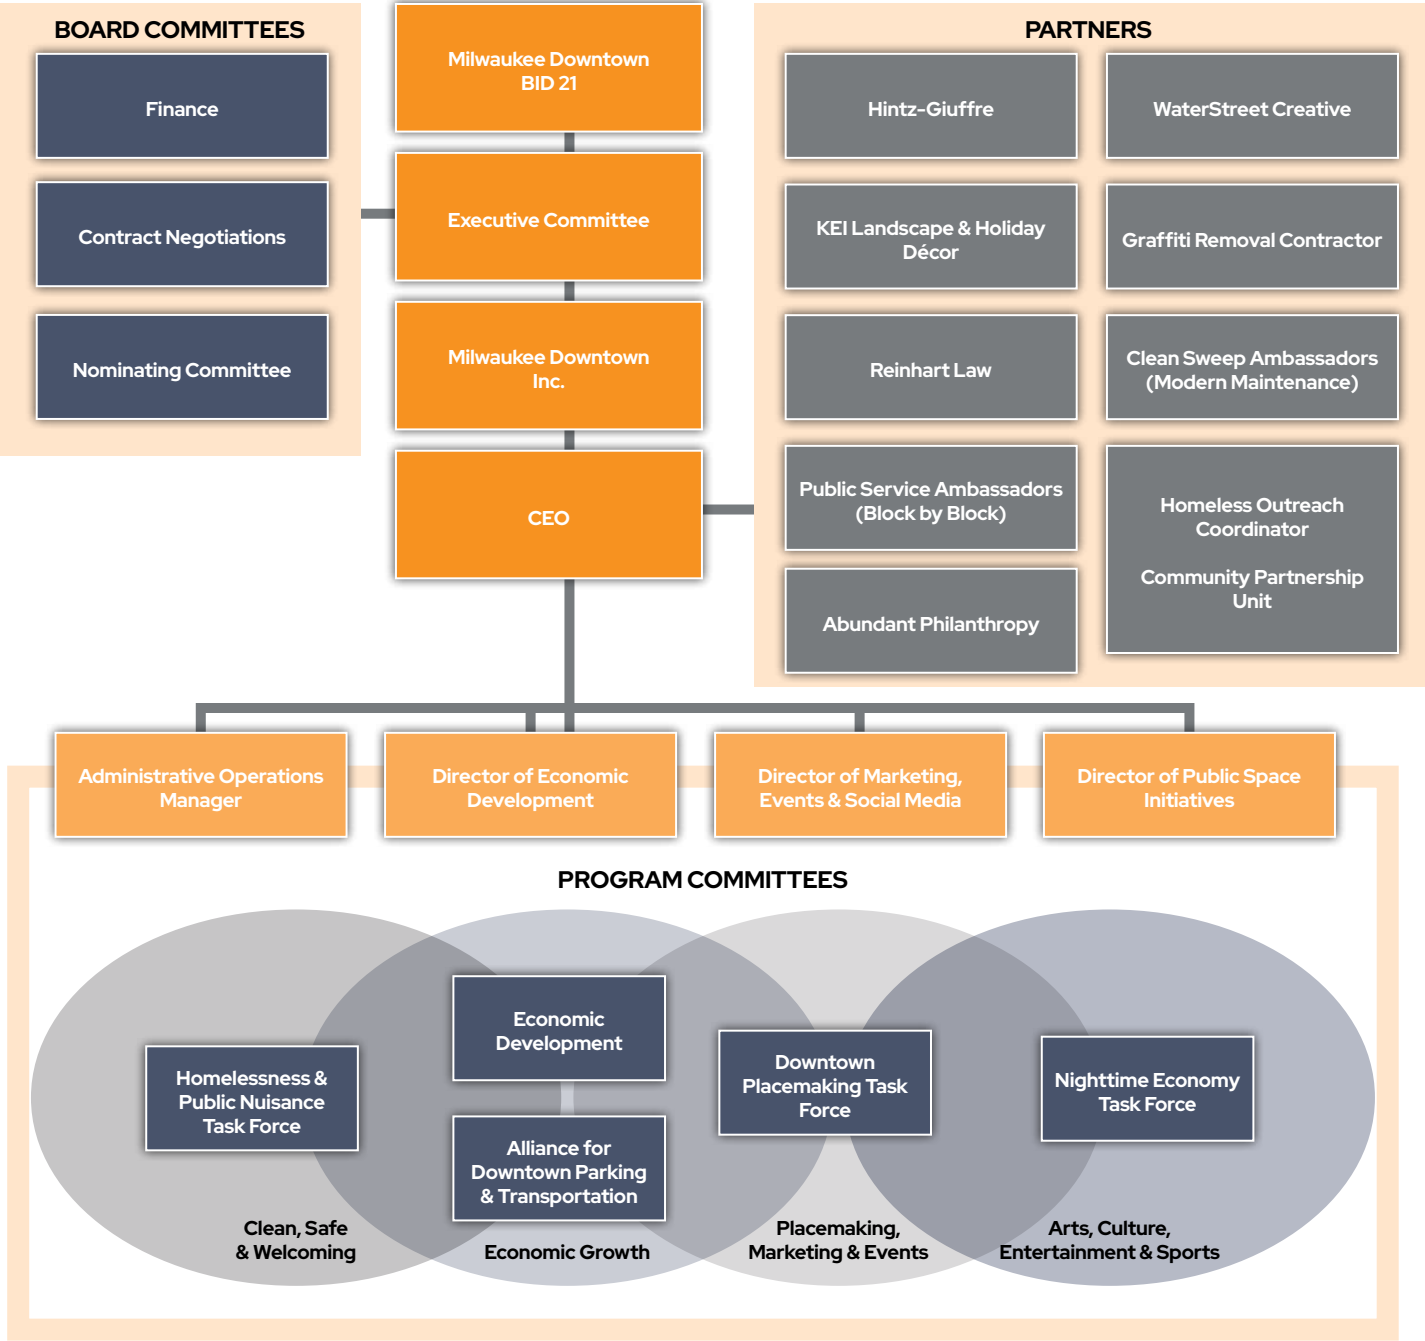 BOARD COMMITTEES
Finance
Contract Negotiations
Nominating Committee
Milwaukee Downtown
BID 21
Executive Committee
Milwaukee Downtown
Inc.
CEO
PARTNERS
Hintz-Giuffre
WaterStreet Creative
KEI Landscape & Holiday
Décor
Graffiti Removal Contractor
Reinhart Law
Clean Sweep Ambassadors
(Modern Maintenance)
Public Service Ambassadors
(Block by Block)
Homeless Outreach
Coordinator
Community Partnership
Unit
Abundant Philanthropy
Administrative Operations
Manager
Director of Economic
Development
Director of Marketing,
Events & Social Media
Director of Public Space
Initiatives
PROGRAM COMMITTEES
Homelessness &
Public Nuisance
Task Force
Economic
Development
Alliance for
Downtown Parking
& Transportation
Downtown
Placemaking Task
Force
Nighttime Economy
Task Force
Clean, Safe
& Welcoming
Economic Growth
Placemaking,
Marketing & Events
Arts, Culture,
Entertainment & Sports